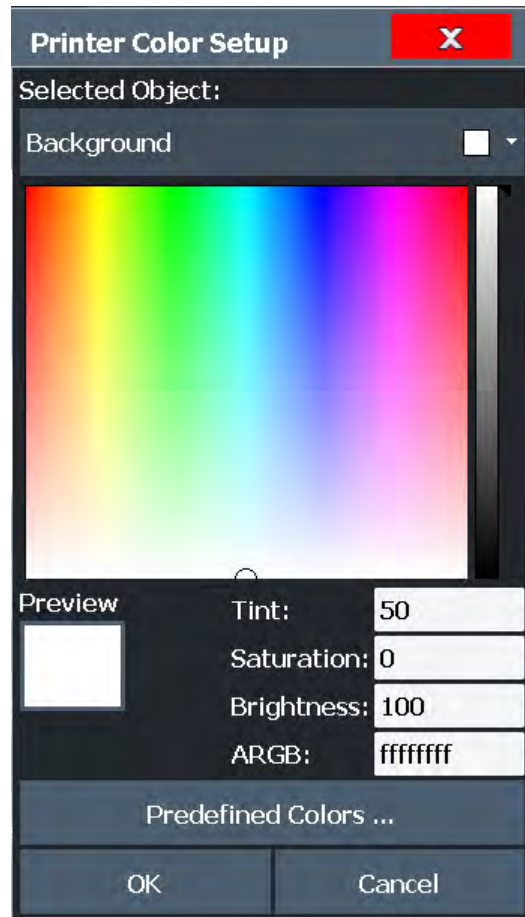 Printer Color Setup X
Selected Object:
Background
Preview
Tint: 50
Saturation: 0
Brightness: 100
ARGB: ffffffff
Predefined Colors ...
OK Cancel